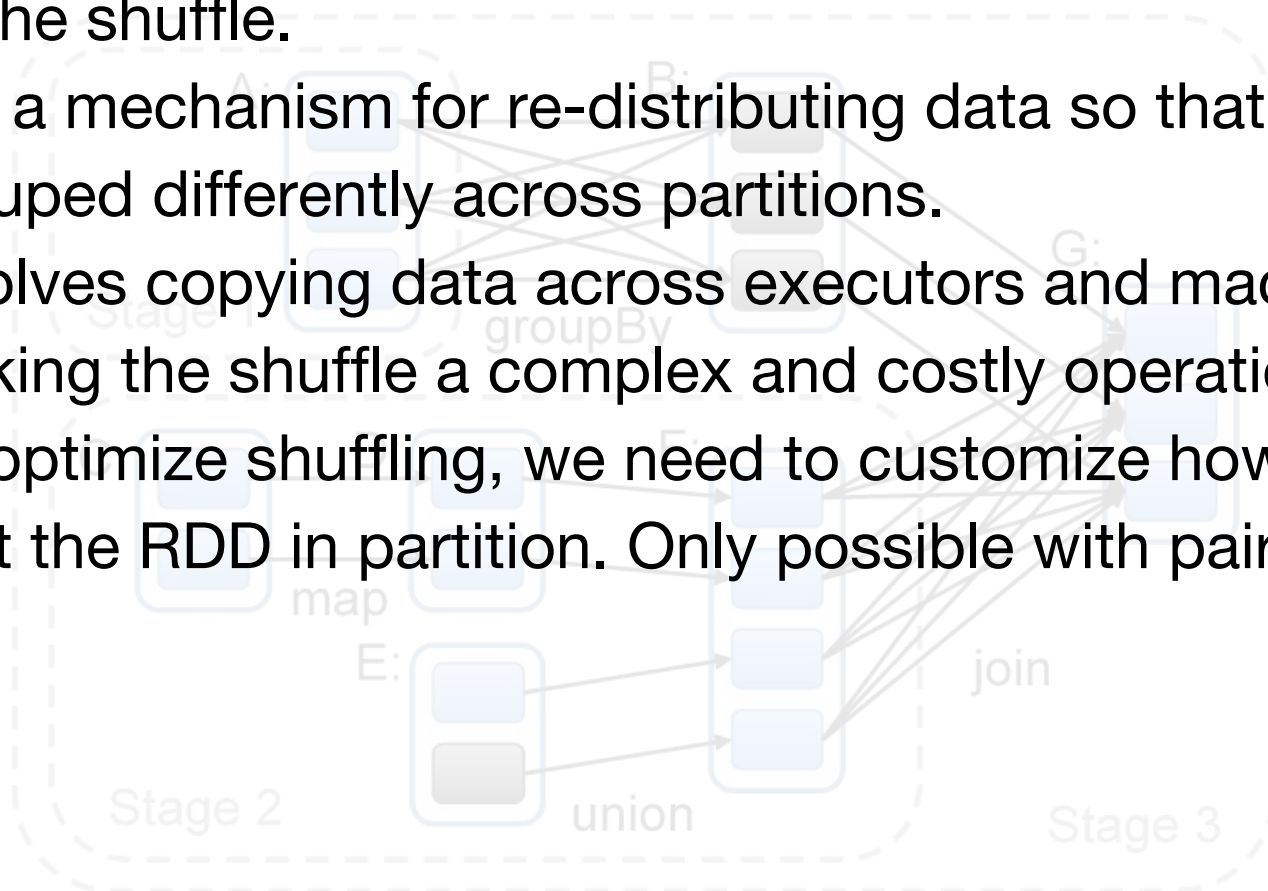 he shuffle.
A:
B:
a mechanism for re-distributing data so that
uped differently across partitions.
G:
olves copying data across executors and mac
Stage 1
groupBy
king the shuffle a complex and costly operatio
F:
optimize shuffling, we need to customize how
t the RDD in partition. Only possible with pair
map
E:
join
Stage 2
union
Stage 3